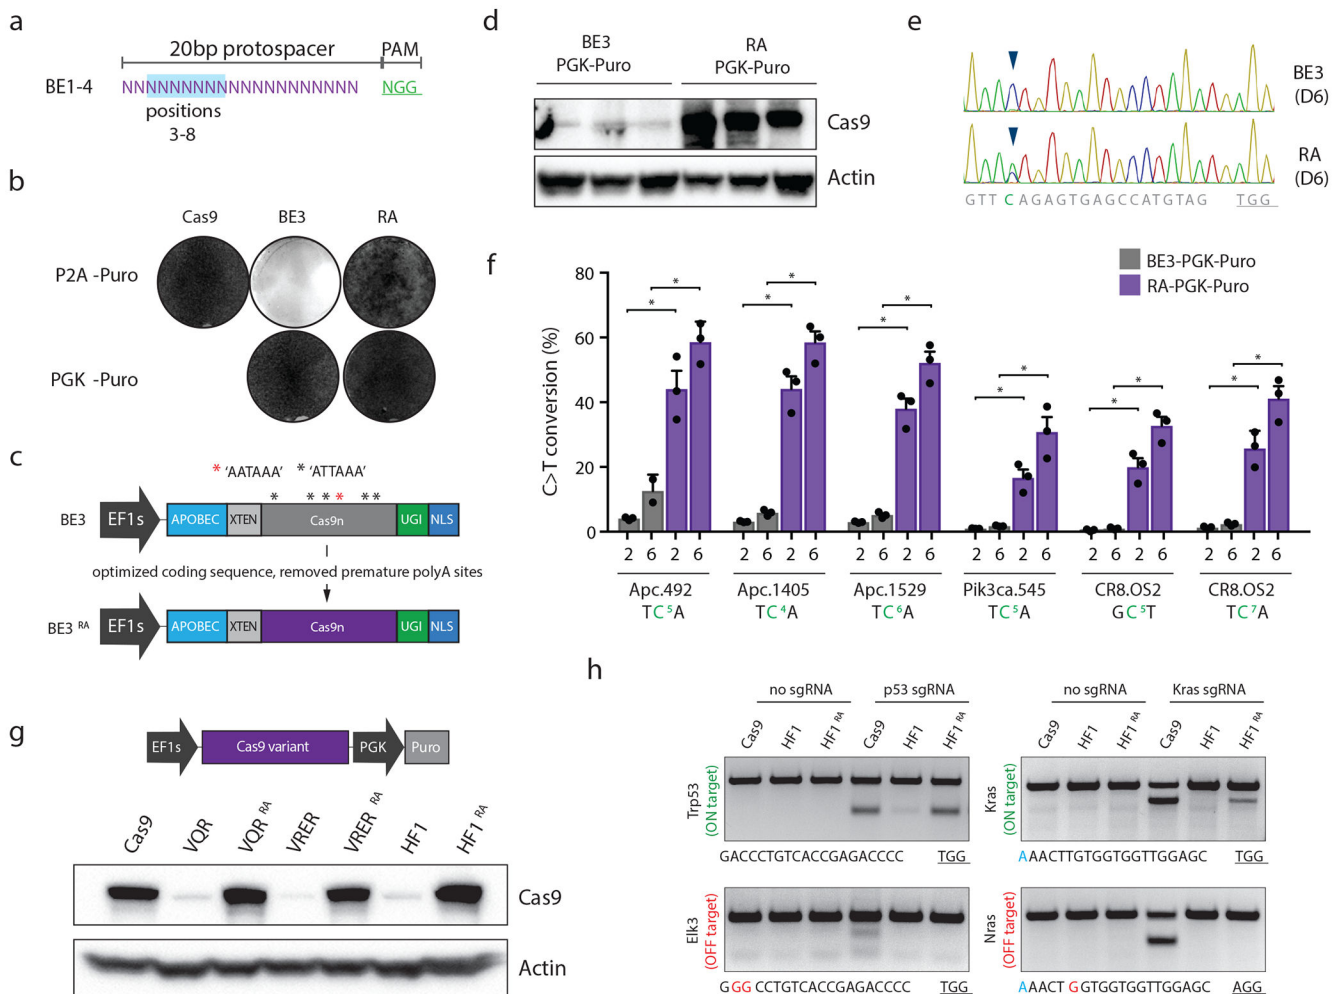 a
20bp protospacer PAM
BE1-4 NNNNNNNNNNNNNNNNNNNN NGG
positions
3-8
b
Cas9 BE3 RA
P2A -Puro
PGK -Puro
c
* 'AATAAA' * 'ATTAAA'
* * * * * *
BE3 EF1s APOBEC XTEN Cas9n UGI NLS
optimized coding sequence, removed premature polyA sites
BE3 RA EF1s APOBEC XTEN Cas9n UGI NLS
d
BE3 RA
PGK-Puro PGK-Puro
Cas9
Actin
e
BE3
(D6)
RA
(D6)
GTT C AGAGTGAGCCATGTAG TGG
f
BE3-PGK-Puro
RA-PGK-Puro
C>T conversion (%)
80
60
40
20
0
* * * * * * * * * * * *
2 6 2 6 2 6 2 6 2 6 2 6 2 6 2 6 2 6 2 6 2 6 2 6
Apc.492 Apc.1405 Apc.1529 Pik3ca.545 CR8.OS2 CR8.OS2
TC⁵A TC⁴A TC⁶A TC⁵A GC⁵T TC⁷A
g
EF1s Cas9 variant PGK Puro
Cas9 VQR VQR RA VRER VRER RA HF1 HF1 RA
Cas9
Actin
h
no sgRNA p53 sgRNA
Cas9 HF1 HF1 RA Cas9 HF1 HF1 RA
Trp53
(ON target)
GACCCTGTCACCGAGACCCC TGG
Elk3
(OFF target)
G GG CCTGTCACCGAGACCCC TGG
no sgRNA Kras sgRNA
Cas9 HF1 HF1 RA Cas9 HF1 HF1 RA
Kras
(ON target)
AAACTTGTGGTGGTTGGAGC TGG
Nras
(OFF target)
AAACT G GTGGTGGTTGGAGC AGG